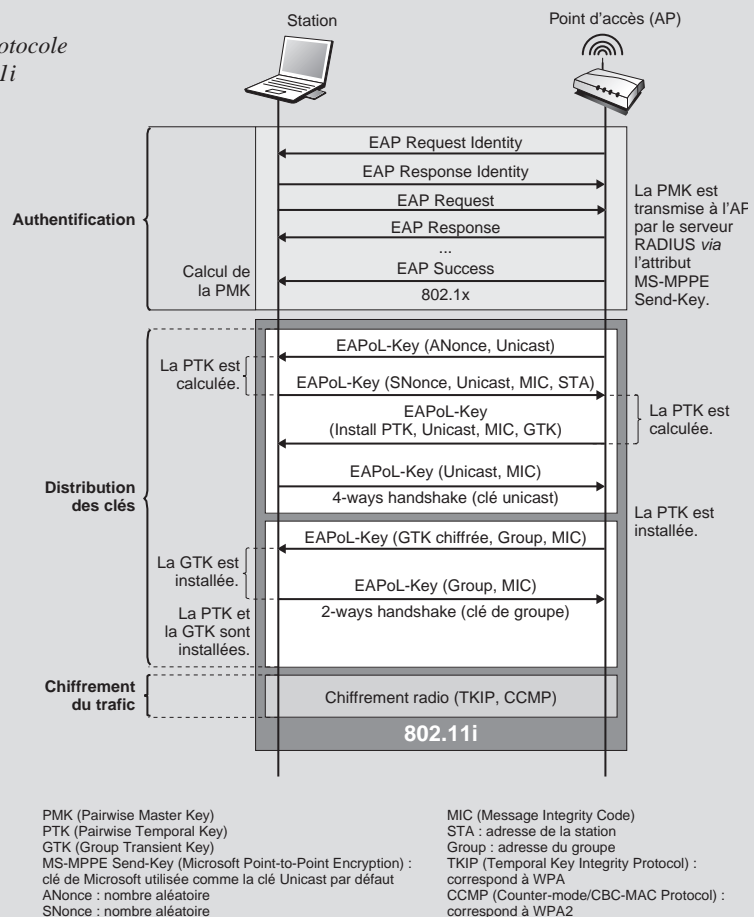 Station
Point d'accès (AP)
otocole
1i
EAP Request Identity
EAP Response Identity
EAP Request
EAP Response
...
EAP Success
802.1x
Authentification
Calcul de
la PMK
La PMK est
transmise à l'AP
par le serveur
RADIUS via
l'attribut
MS-MPPE
Send-Key.
EAPoL-Key (ANonce, Unicast)
La PTK est
calculée.
EAPoL-Key (SNonce, Unicast, MIC, STA)
EAPoL-Key
(Install PTK, Unicast, MIC, GTK)
La PTK est
calculée.
EAPoL-Key (Unicast, MIC)
4-ways handshake (clé unicast)
Distribution
des clés
La PTK est
installée.
EAPoL-Key (GTK chiffrée, Group, MIC)
La GTK est
installée.
EAPoL-Key (Group, MIC)
2-ways handshake (clé de groupe)
La PTK et
la GTK sont
installées.
Chiffrement
du trafic
Chiffrement radio (TKIP, CCMP)
802.11i
PMK (Pairwise Master Key)
PTK (Pairwise Temporal Key)
GTK (Group Transient Key)
MS-MPPE Send-Key (Microsoft Point-to-Point Encryption) :
clé de Microsoft utilisée comme la clé Unicast par défaut
ANonce : nombre aléatoire
SNonce : nombre aléatoire
MIC (Message Integrity Code)
STA : adresse de la station
Group : adresse du groupe
TKIP (Temporal Key Integrity Protocol) :
correspond à WPA
CCMP (Counter-mode/CBC-MAC Protocol) :
correspond à WPA2